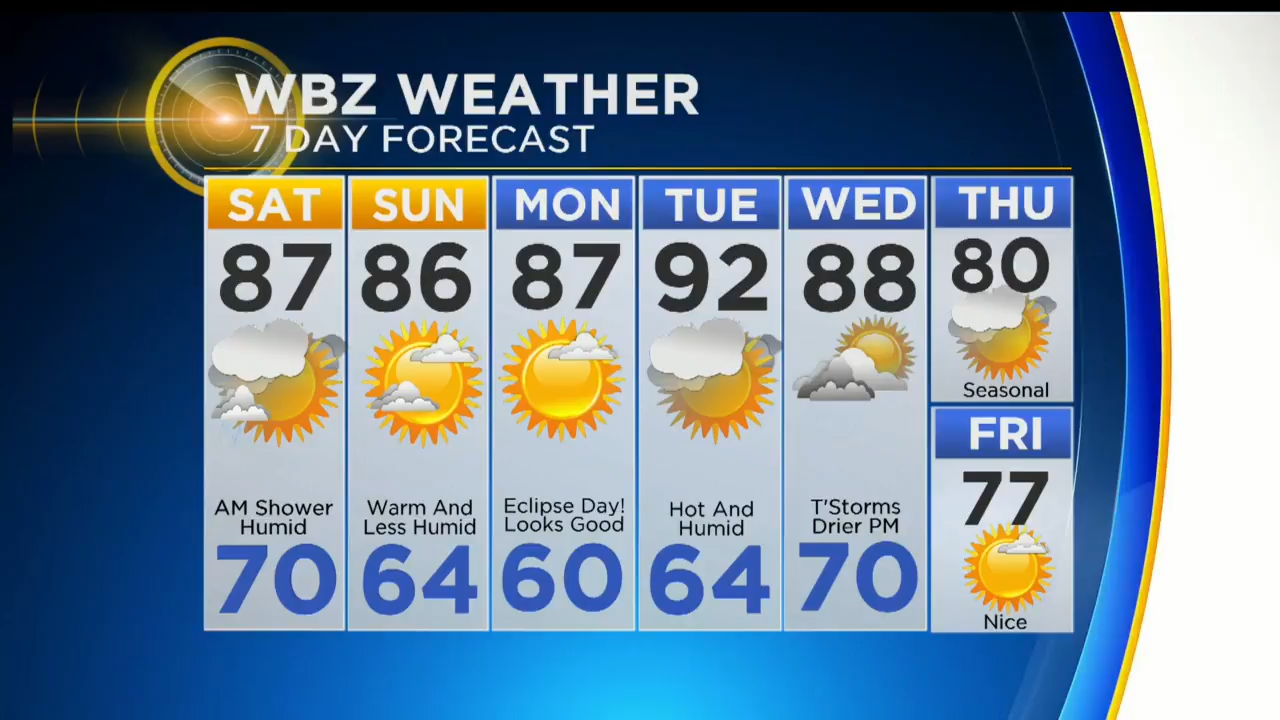 WBZ WEATHER
7 DAY FORECAST
SAT
87
AM Shower
Humid
70
SUN
86
Warm And
Less Humid
64
MON
87
Eclipse Day!
Looks Good
60
TUE
92
Hot And
Humid
64
WED
88
T'Storms
Drier PM
70
THU
80
Seasonal
FRI
77
Nice